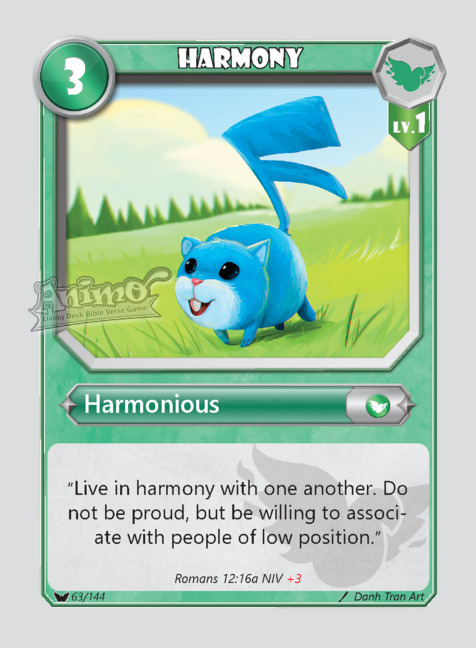 HARMONY
3
LV.1
Animor
Living Deck Bible Verse Game
Harmonious
"Live in harmony with one another. Do
not be proud, but be willing to associ-
ate with people of low position."
Romans 12:16a NIV +3
63/144
Danh Tran Art